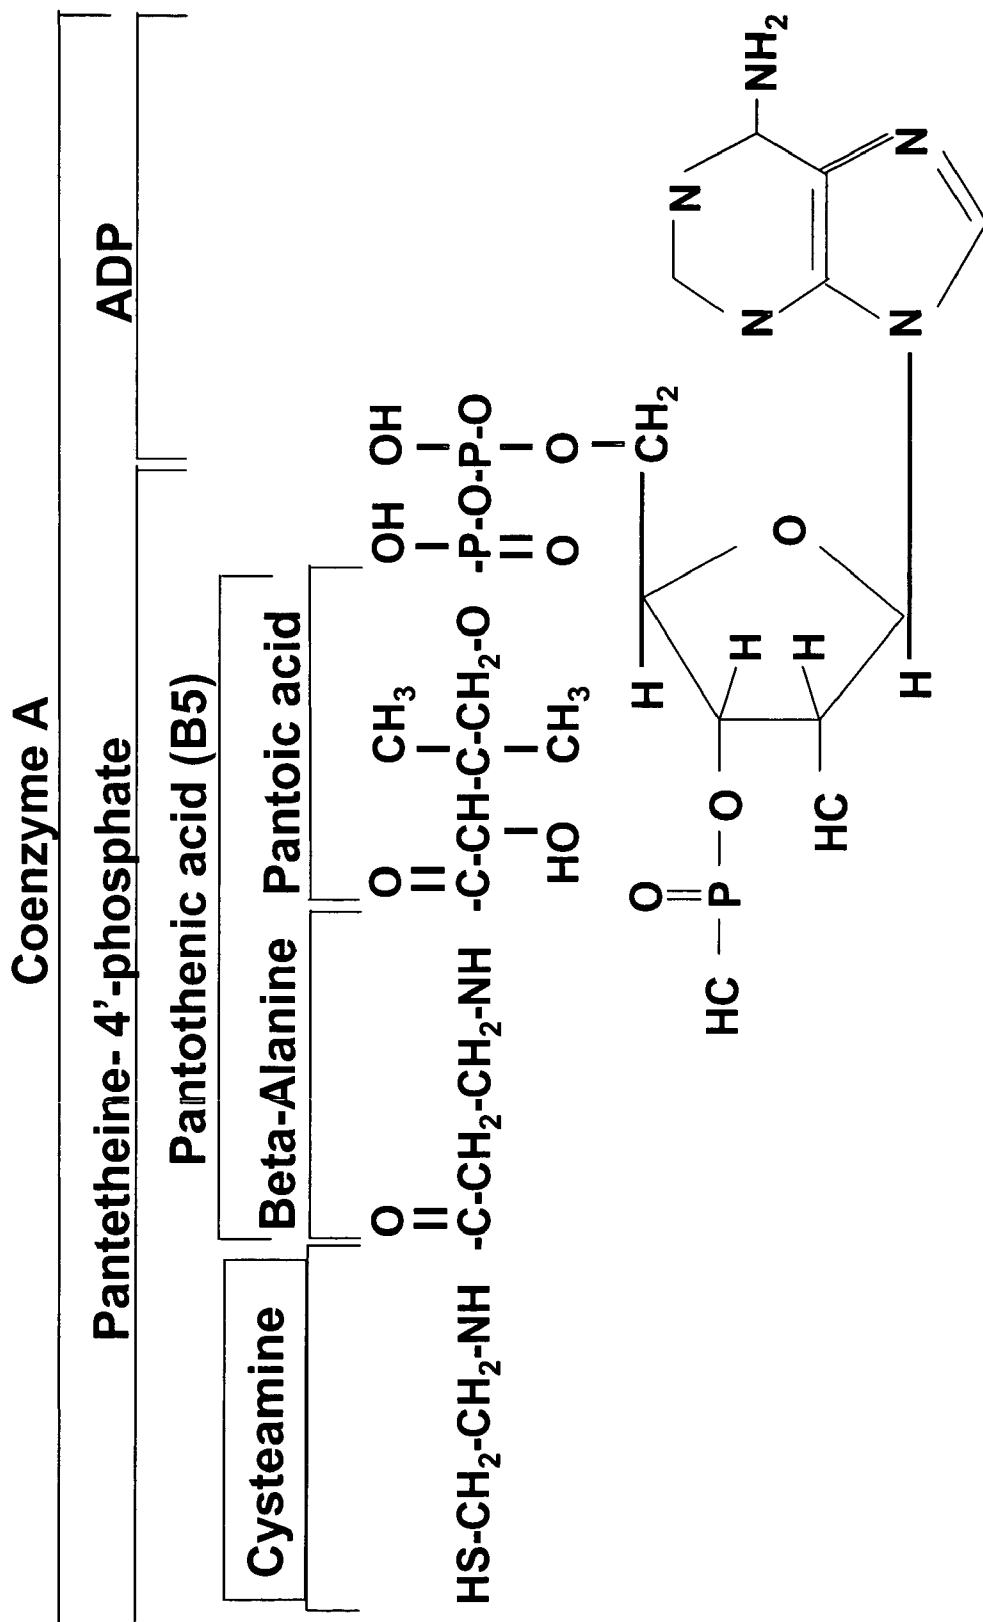 Coenzyme A
Pantetheine- 4’-phosphate
ADP
Pantothenic acid (B5)
Cysteamine
Beta-Alanine
Pantoic acid
O
O
CH₃
OH
OH
HS-CH₂-CH₂-NH
-C-CH₂-CH₂-NH
-C-CH-C-CH₂-O
-P-O-P-O
HO
CH₃
O
O
CH₂
O
HC
P
O
HC
H
H
H
O
H
N
N
N
N
NH₂